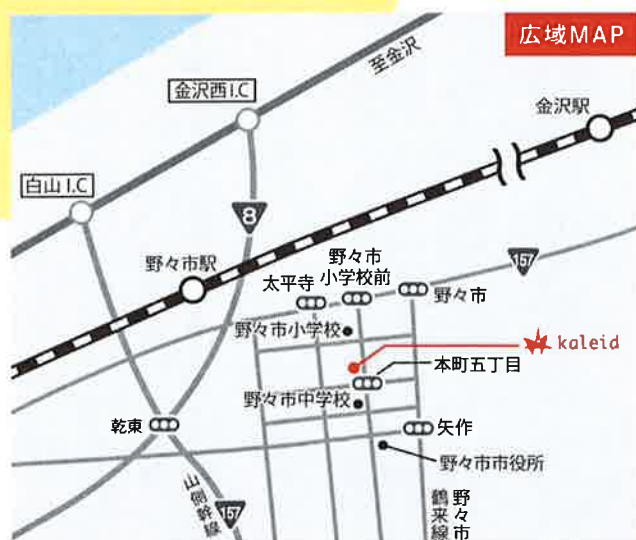 広域MAP
至金沢
金沢西I.C
金沢駅
白山I.C
8
157
野々市駅
野々市
小学校前
太平寺
野々市
野々市小学校
kaleid
本町五丁目
野々市中学校
乾東
矢作
野々市市役所
山側幹線
157
野々市
鶴来線